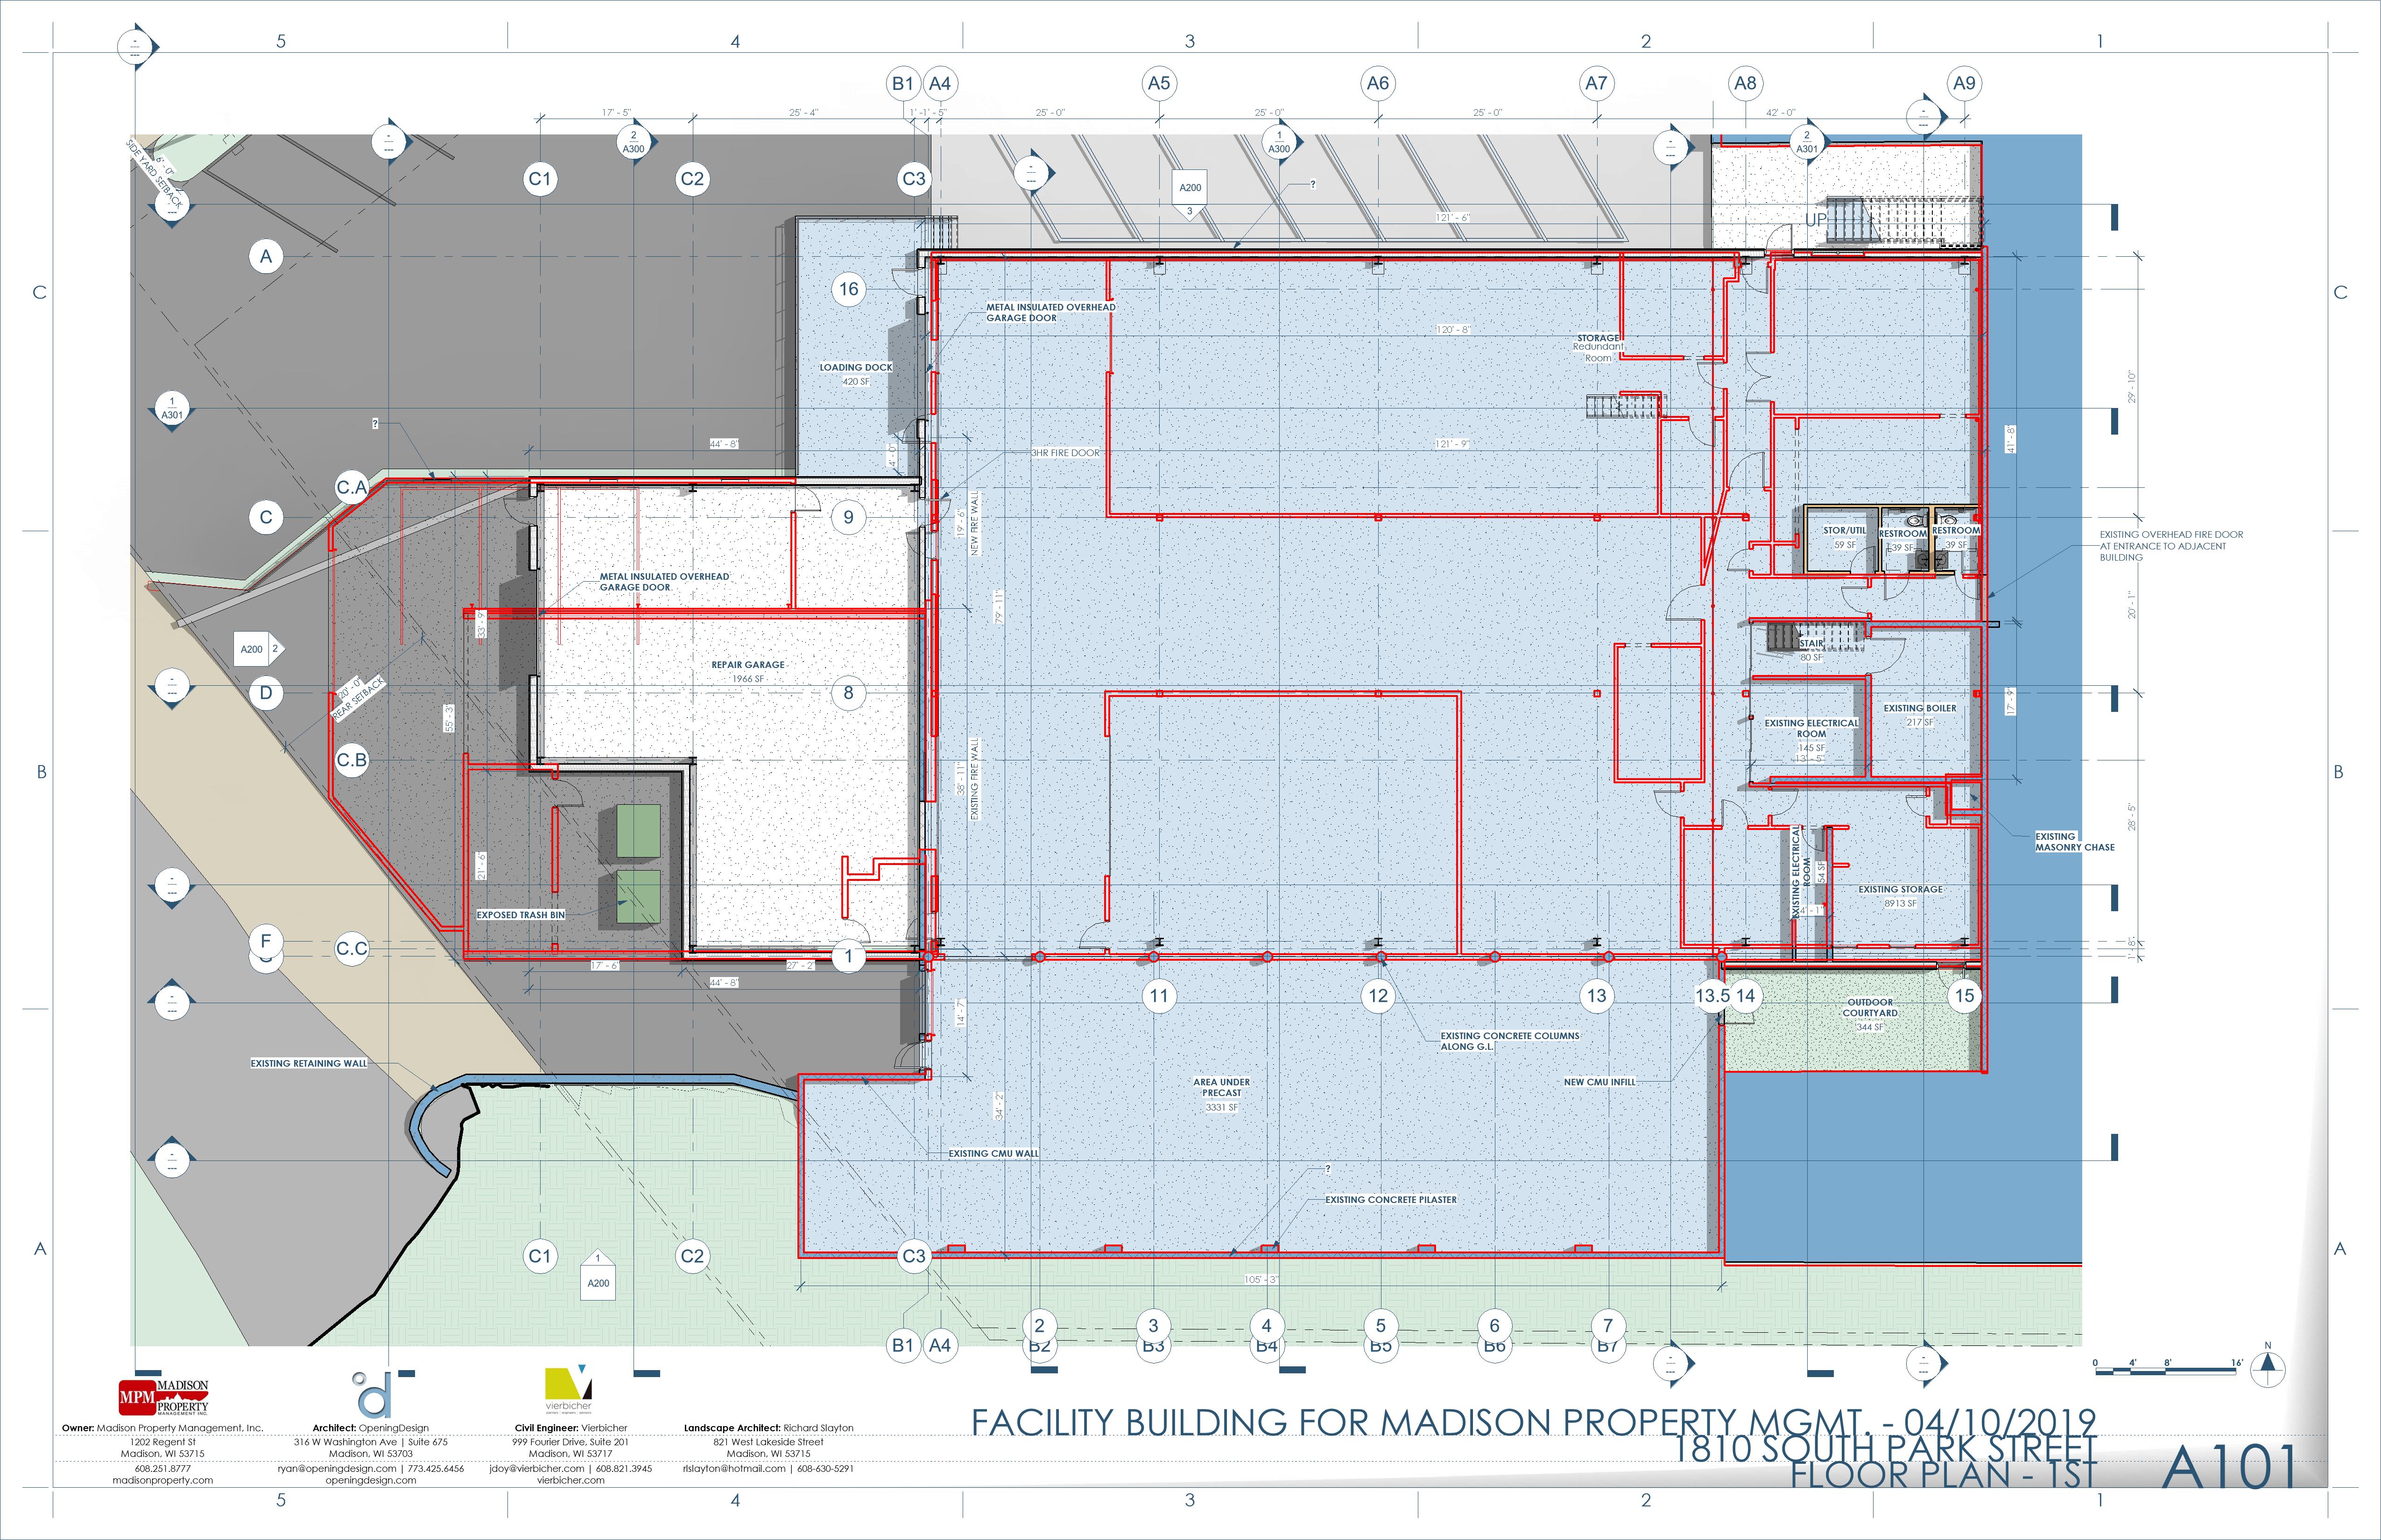 5
4
3
2
1
B1
A4
A5
A6
A7
A8
A9
17' - 5"
25' - 4"
1'-1'- 5"
25' - 0"
25' - 0"
25' - 0"
42' - 0"
2
A300
1
A300
2
A301
6' - 0"
SIDE YARD SETBACK
C1
C2
C3
A200
3
?
121' - 6"
UP
A
16
C
C
METAL INSULATED OVERHEAD
GARAGE DOOR
120' - 8"
STORAGE
Redundant
Room
LOADING DOCK
420 SF
29' - 10"
1
A301
?
44' - 8"
4' - 0"
121' - 9"
41' - 8"
3HR FIRE DOOR
C.A
C
9
19' - 6"
NEW FIRE WALL
STOR/UTIL
59 SF
RESTROOM
39 SF
RESTROOM
39 SF
EXISTING OVERHEAD FIRE DOOR
AT ENTRANCE TO ADJACENT
BUILDING
METAL INSULATED OVERHEAD
GARAGE DOOR
33' - 9"
79' - 11"
20' - 1"
A200
2
STAIR
80 SF
REPAIR GARAGE
1966 SF
20' - 0"
REAR SETBACK
D
8
55' - 3"
17' - 9"
EXISTING BOILER
217 SF
EXISTING ELECTRICAL
ROOM
145 SF
13' - 5"
C.B
B
B
38' - 11"
EXISTING FIRE WALL
28' - 5"
EXISTING
MASONRY CHASE
21' - 6"
EXISTING ELECTRICAL
ROOM
54 SF
4' - 1"
EXISTING STORAGE
8913 SF
EXPOSED TRASH BIN
F
C.C
1
1'- 8"
17' - 6"
27' - 2"
44' - 8"
11
12
13
13.5
14
15
14' - 7"
OUTDOOR
COURTYARD
344 SF
EXISTING CONCRETE COLUMNS
ALONG G.L.
EXISTING RETAINING WALL
AREA UNDER
PRECAST
3331 SF
NEW CMU INFILL
34' - 2"
EXISTING CMU WALL
?
EXISTING CONCRETE PILASTER
A
A
C1
1
A200
C2
C3
105' - 3"
2
3
4
5
6
7
B1
A4
B2
B3
B4
B5
B6
B7
N
0
4'
8'
16'
MPM
MADISON
PROPERTY
MANAGEMENT INC.
d
vierbicher
planners | engineers | advisors
Owner: Madison Property Management, Inc.
1202 Regent St
Madison, WI 53715
608.251.8777
madisonproperty.com
Architect: OpeningDesign
316 W Washington Ave | Suite 675
Madison, WI 53703
ryan@openingdesign.com | 773.425.6456
openingdesign.com
Civil Engineer: Vierbicher
999 Fourier Drive, Suite 201
Madison, WI 53717
jdoy@vierbicher.com | 608.821.3945
vierbicher.com
Landscape Architect: Richard Slayton
821 West Lakeside Street
Madison, WI 53715
rlslayton@hotmail.com | 608-630-5291
FACILITY BUILDING FOR MADISON PROPERTY MGMT. - 04/10/2019
1810 SOUTH PARK STREET
FLOOR PLAN - 1ST
A101
5
4
3
2
1